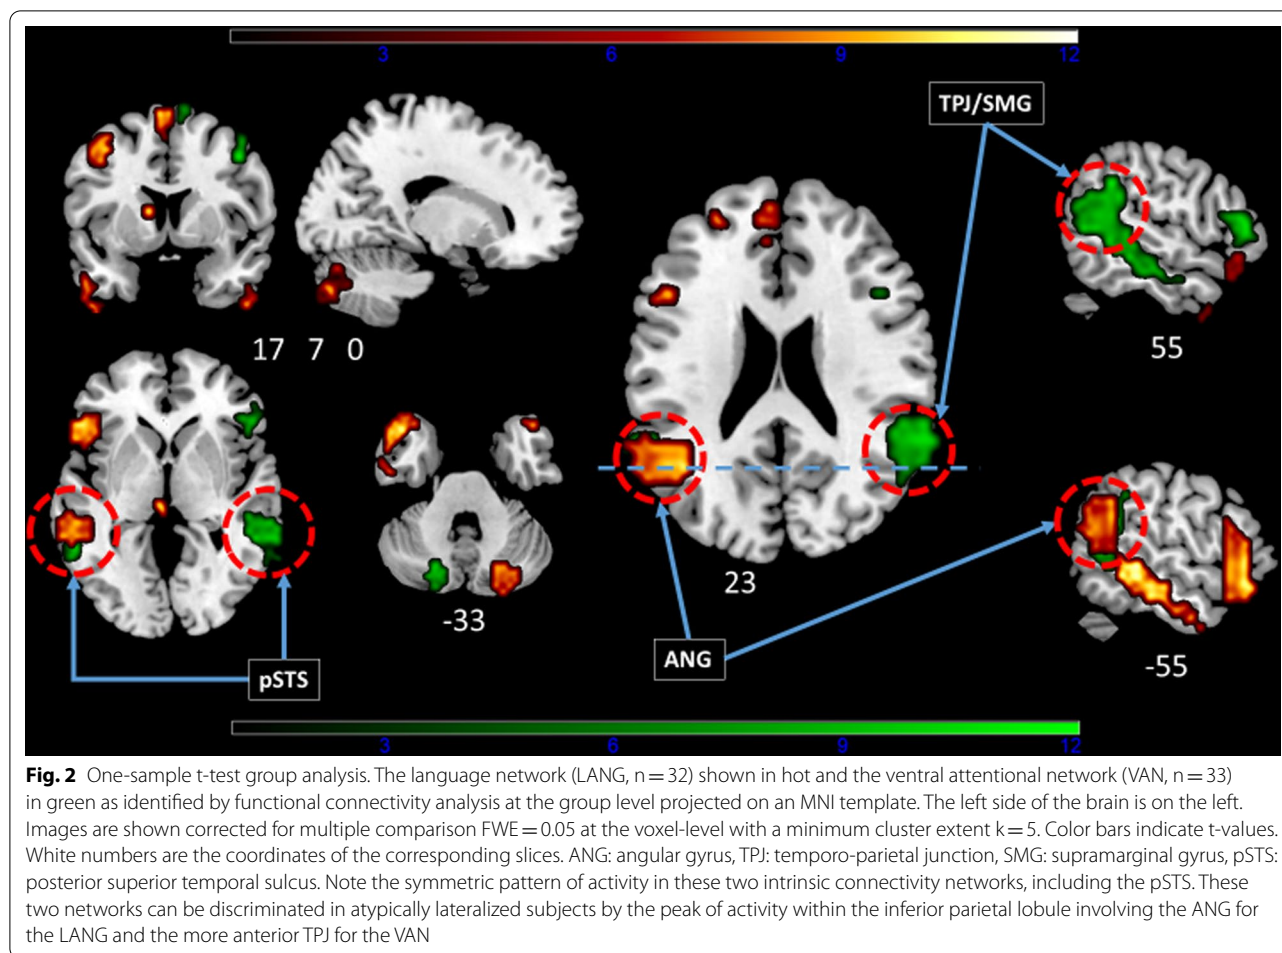 3 6 9 12
TPJ/SMG
17 7 0
55
23
-33
ANG
-55
pSTS
3 6 9 12
Fig. 2 One-sample t-test group analysis. The language network (LANG, n = 32) shown in hot and the ventral attentional network (VAN, n = 33)
in green as identified by functional connectivity analysis at the group level projected on an MNI template. The left side of the brain is on the left.
Images are shown corrected for multiple comparison FWE = 0.05 at the voxel-level with a minimum cluster extent k = 5. Color bars indicate t-values.
White numbers are the coordinates of the corresponding slices. ANG: angular gyrus, TPJ: temporo-parietal junction, SMG: supramarginal gyrus, pSTS:
posterior superior temporal sulcus. Note the symmetric pattern of activity in these two intrinsic connectivity networks, including the pSTS. These
two networks can be discriminated in atypically lateralized subjects by the peak of activity within the inferior parietal lobule involving the ANG for
the LANG and the more anterior TPJ for the VAN